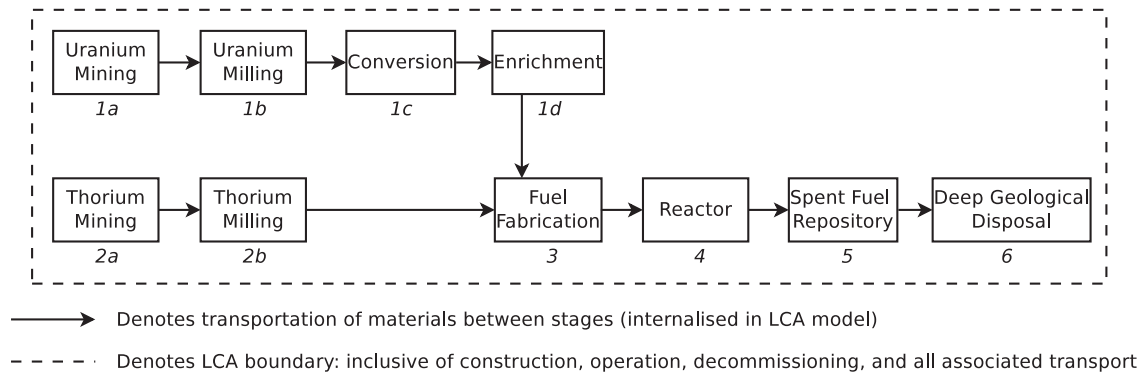 Uranium
Mining
1a
Uranium
Milling
1b
Conversion
1c
Enrichment
1d
Thorium
Mining
2a
Thorium
Milling
2b
Fuel
Fabrication
3
Reactor
4
Spent Fuel
Repository
5
Deep Geological
Disposal
6
Denotes transportation of materials between stages (internalised in LCA model)
Denotes LCA boundary: inclusive of construction, operation, decommissioning, and all associated transport